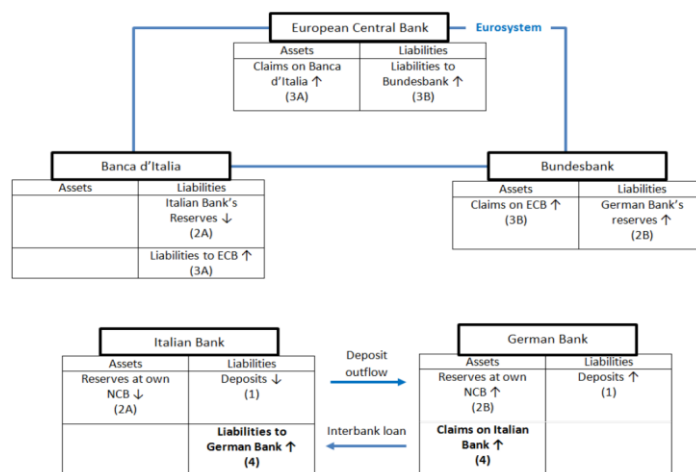 European Central Bank
Eurosystem
Assets
Liabilities
Claims on Banca
d'Italia ↑
(3A)
Liabilities to
Bundesbank ↑
(3B)
Banca d'Italia
Assets
Liabilities
Italian Bank's
Reserves ↓
(2A)
Liabilities to ECB ↑
(3A)
Bundesbank
Assets
Liabilities
Claims on ECB ↑
(3B)
German Bank's
reserves ↑
(2B)
Italian Bank
Assets
Liabilities
Reserves at own
NCB ↓
(2A)
Deposits ↓
(1)
Liabilities to
German Bank ↑
(4)
Deposit
outflow
Interbank loan
German Bank
Assets
Liabilities
Reserves at own
NCB ↑
(2B)
Deposits ↑
(1)
Claims on Italian
Bank ↑
(4)